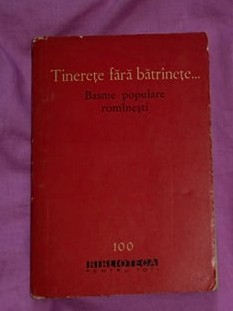 Tinerețe fără bătrînețe...
Basme populare
romînești
100
BIBLIOTECA
PENTRU TOȚI